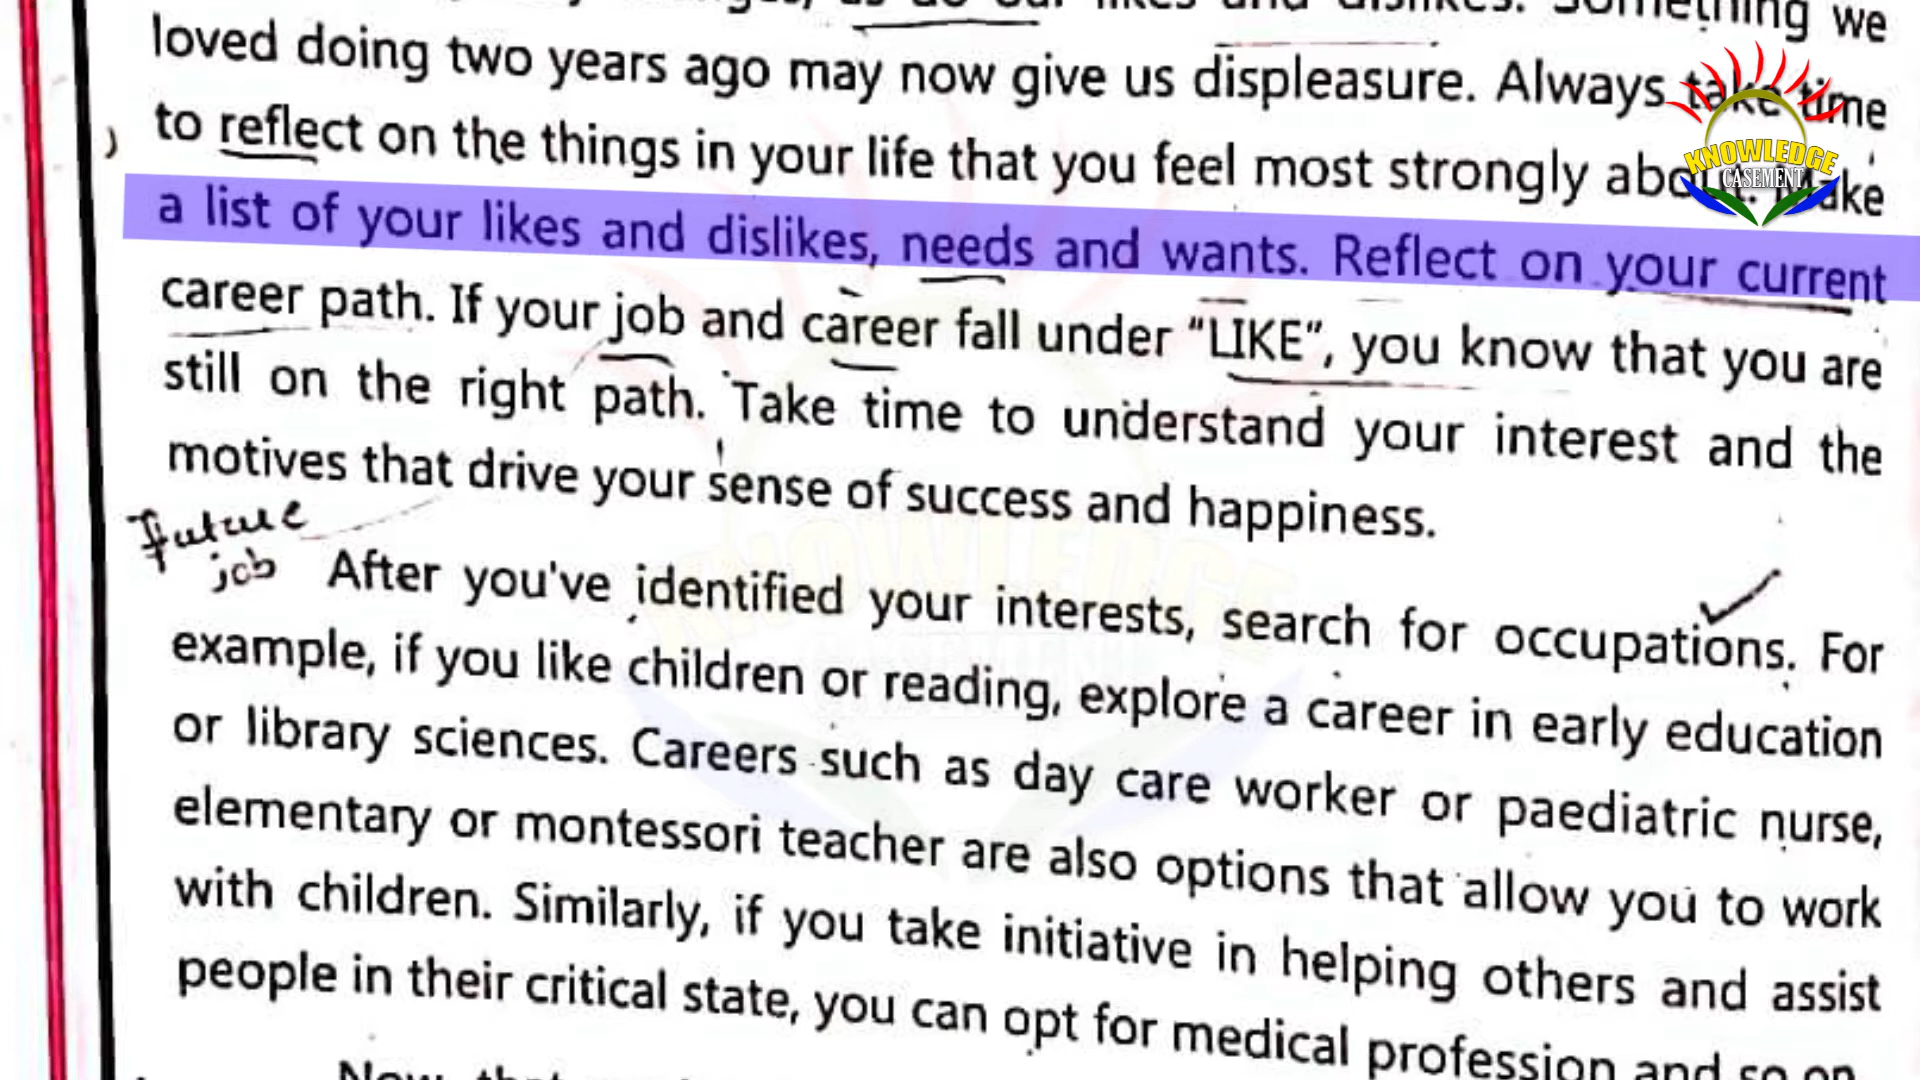 likes and dislikes. Something we
loved doing two years ago may now give us displeasure. Always take time
to reflect on the things in your life that you feel most strongly about. Make
a list of your likes and dislikes, needs and wants. Reflect on your current
career path. If your job and career fall under “LIKE”, you know that you are
still on the right path. Take time to understand your interest and the
motives that drive your sense of success and happiness.
future
job
After you've identified your interests, search for occupations. For
example, if you like children or reading, explore a career in early education
or library sciences. Careers such as day care worker or paediatric nurse,
elementary or montessori teacher are also options that allow you to work
with children. Similarly, if you take initiative in helping others and assist
people in their critical state, you can opt for medical profession and so on.
Now that
KNOWLEDGE
CASEMENT